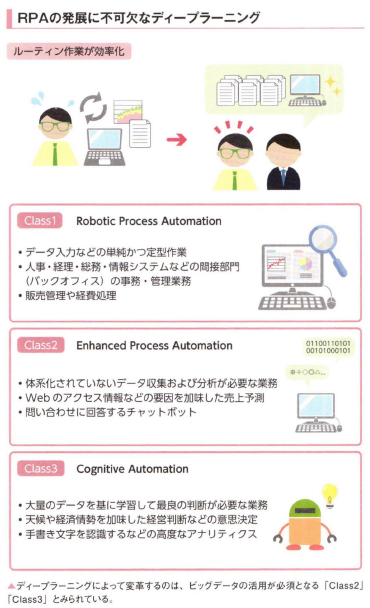 RPAの発展に不可欠なディープラーニング
ルーティン作業が効率化
Class1 Robotic Process Automation
・データ入力などの単純かつ定型作業
・人事・経理・総務・情報システムなどの間接部門
（バックオフィス）の事務・管理業務
・販売管理や経費処理
Class2 Enhanced Process Automation
・体系化されていないデータ収集および分析が必要な業務
・Webのアクセス情報などの要因を加味した売上予測
・問い合わせに回答するチャットボット
01100110101
00101000101
※＋○◎△…
Class3 Cognitive Automation
・大量のデータを基に学習して最良の判断が必要な業務
・天候や経済情勢を加味した経営判断などの意思決定
・手書き文字を認識するなどの高度なアナリティクス
▲ディープラーニングによって変革するのは、ビッグデータの活用が必須となる「Class2」
「Class3」とみられている。